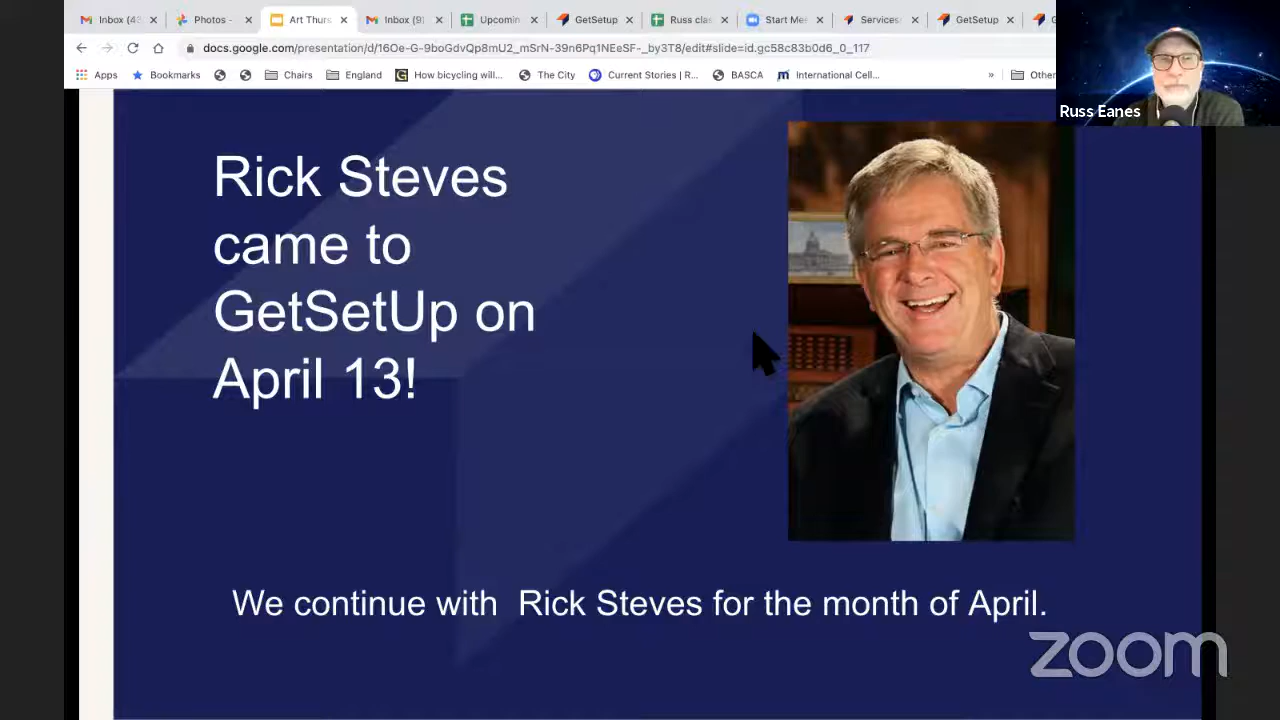 Inbox (43
Photos -
Art Thurs
Inbox (9)
Upcomin
GetSetup
Russ clas
Start Mee
Services
GetSetup
docs.google.com/presentation/d/16Oe-G-9boGdvQp8mU2_mSrN-39n6Pq1NEeSF-_by3T8/edit#slide=id.gc58c83b0d6_0_117
Apps
Bookmarks
Chairs
England
How bicycling will...
The City
Current Stories | R...
BASCA
International Cell...
»
Other
Russ Eanes
Rick Steves
came to
GetSetUp on
April 13!
We continue with Rick Steves for the month of April.
zoom